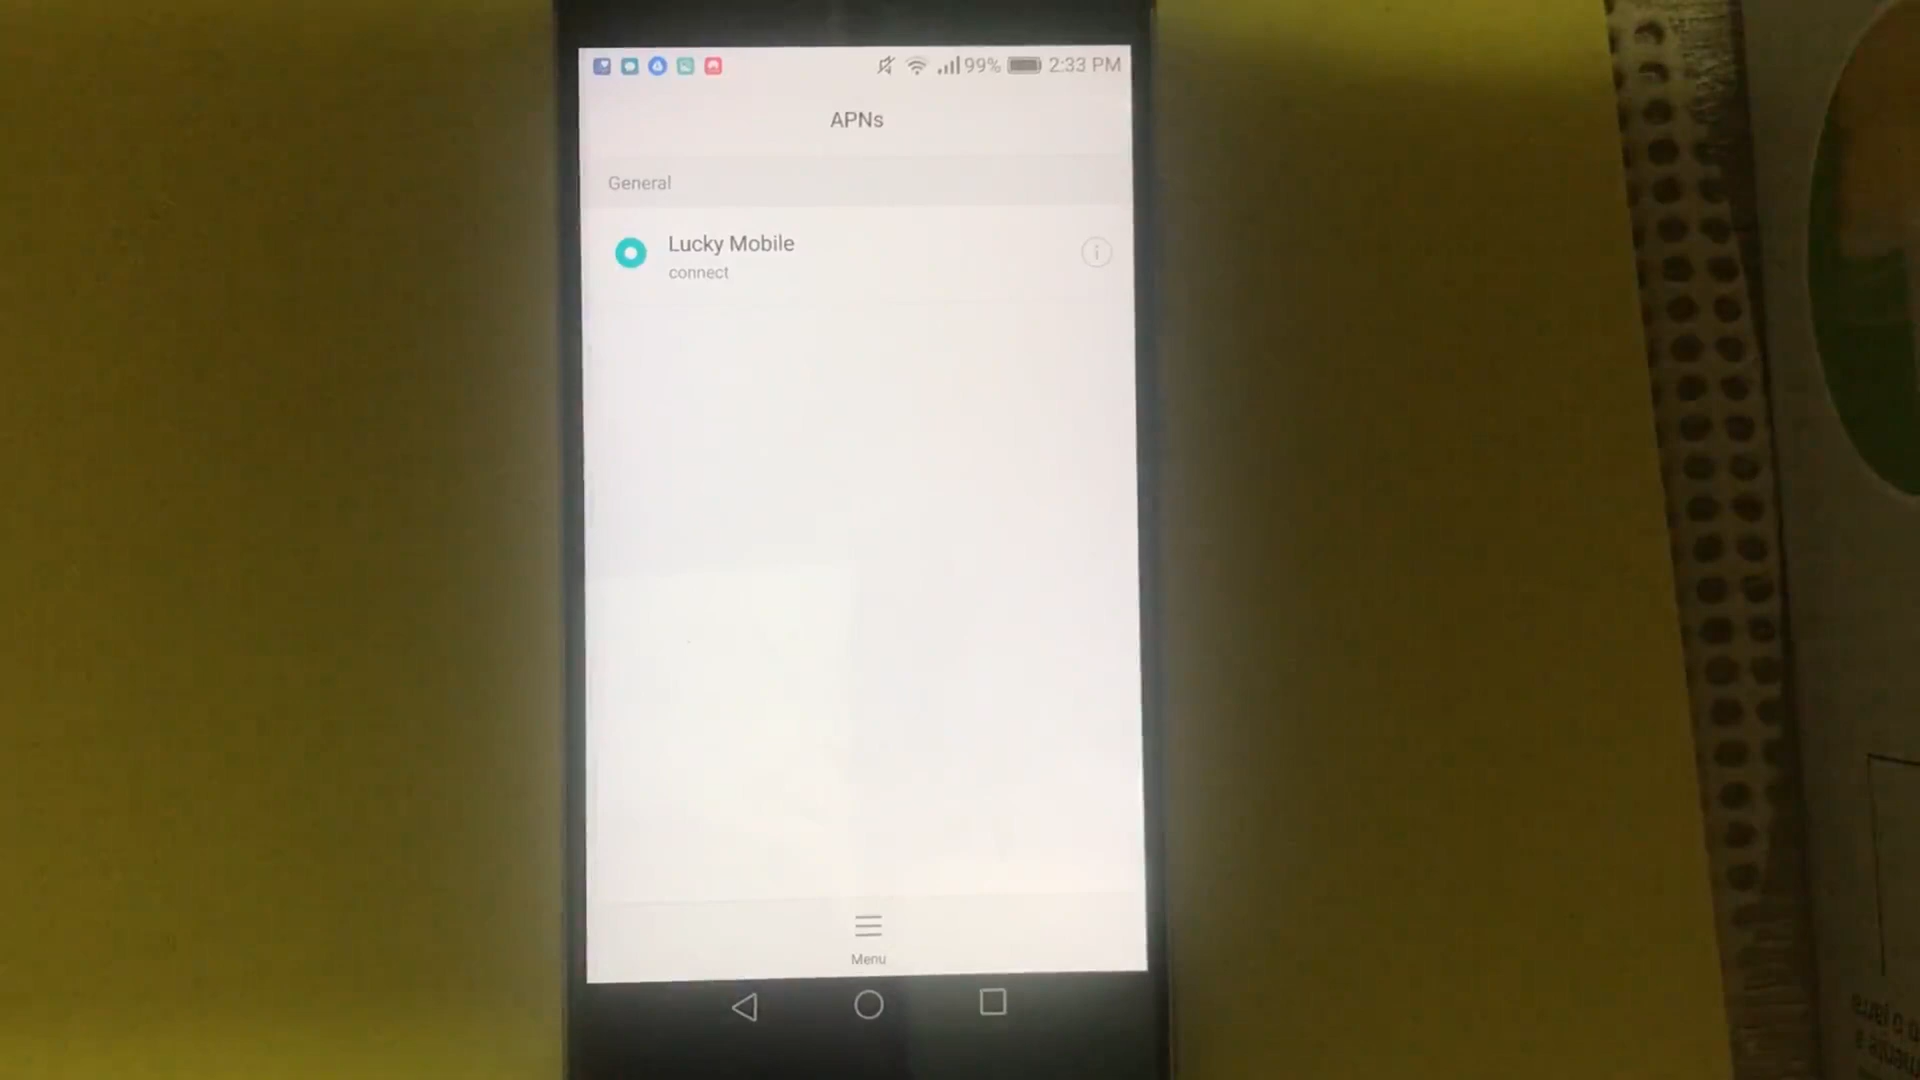 99% 2:33 PM
APNs
General
Lucky Mobile
connect
Menu